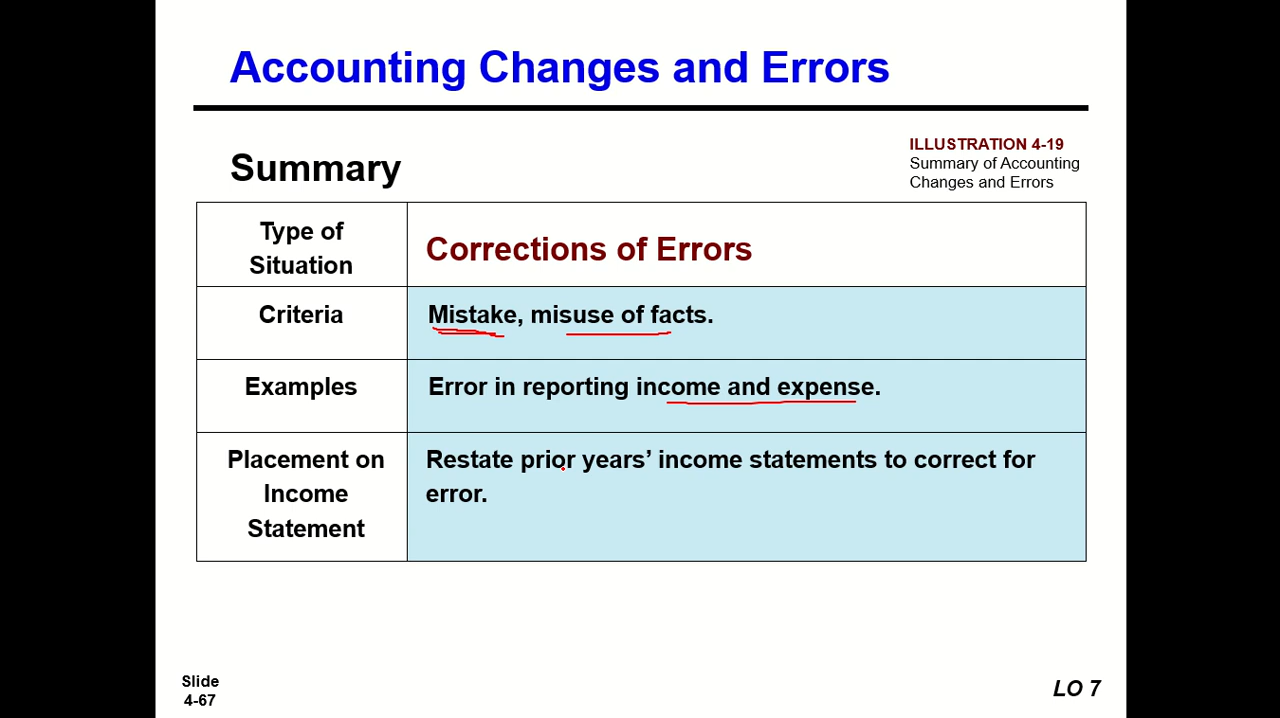 Accounting Changes and Errors
Summary
ILLUSTRATION 4-19
Summary of Accounting
Changes and Errors
Type of
Situation
Corrections of Errors
Criteria
Mistake, misuse of facts.
Examples
Error in reporting income and expense.
Placement on
Income
Statement
Restate prior years’ income statements to correct for
error.
Slide
4-67
LO 7